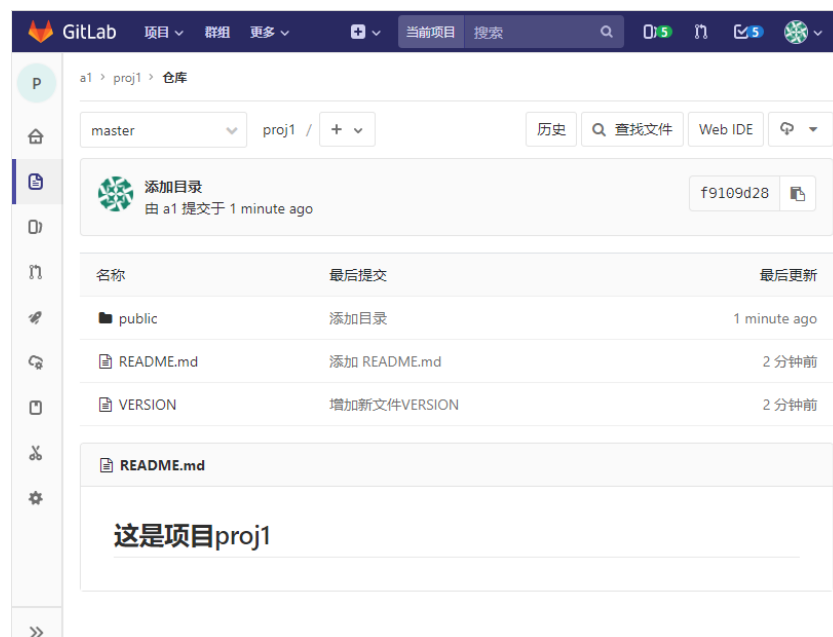 GitLab 项目 群组 更多 当前项目 搜索 5 5
P
a1 > proj1 > 仓库
master proj1 / + 历史 查找文件 Web IDE
添加目录
由 a1 提交于 1 minute ago
f9109d28
名称 最后提交 最后更新
public 添加目录 1 minute ago
README.md 添加 README.md 2 分钟前
VERSION 增加新文件VERSION 2 分钟前
README.md
这是项目proj1